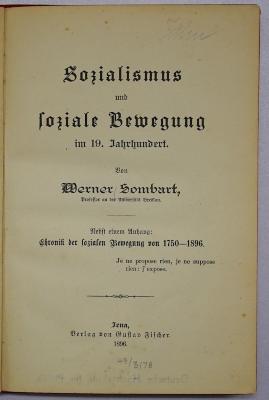 Sozialismus
und
soziale Bewegung
im 19. Jahrhundert.
Von
Werner Sombart,
Professor an der Universität Breslau.
Nebst einem Anhang:
Chronik der sozialen Bewegung von 1750—1896.
Je ne propose rien, je ne suppose
rien: j'expose.
Jena,
Verlag von Gustav Fischer.
1896.